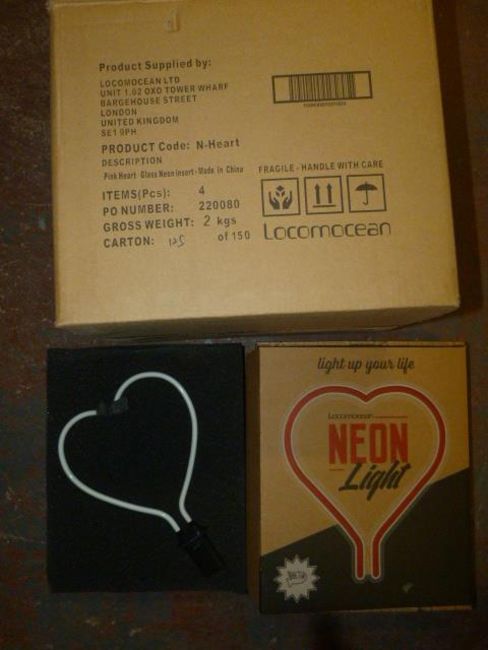 Product Supplied by:
LOCOMOCEAN LTD
UNIT 1.02 OXO TOWER WHARF
BARGEHOUSE STREET
LONDON
UNITED KINGDOM
SE1 9PH
PRODUCT Code: N-Heart
DESCRIPTION
Pink Heart Glass Neon insert - Made in China
ITEMS(Pcs): 4
PO NUMBER: 220080
GROSS WEIGHT: 2 kgs
CARTON: 125 of 150
FRAGILE - HANDLE WITH CARE
Locomocean
light up your life
Locomocean
NEON
Light